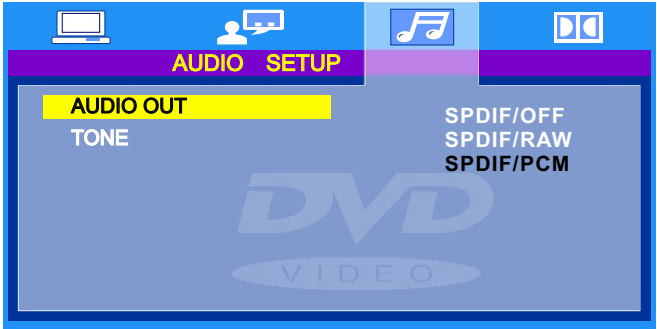 AUDIO SETUP
AUDIO OUT
TONE
SPDIF/OFF
SPDIF/RAW
SPDIF/PCM
DVD
VIDEO